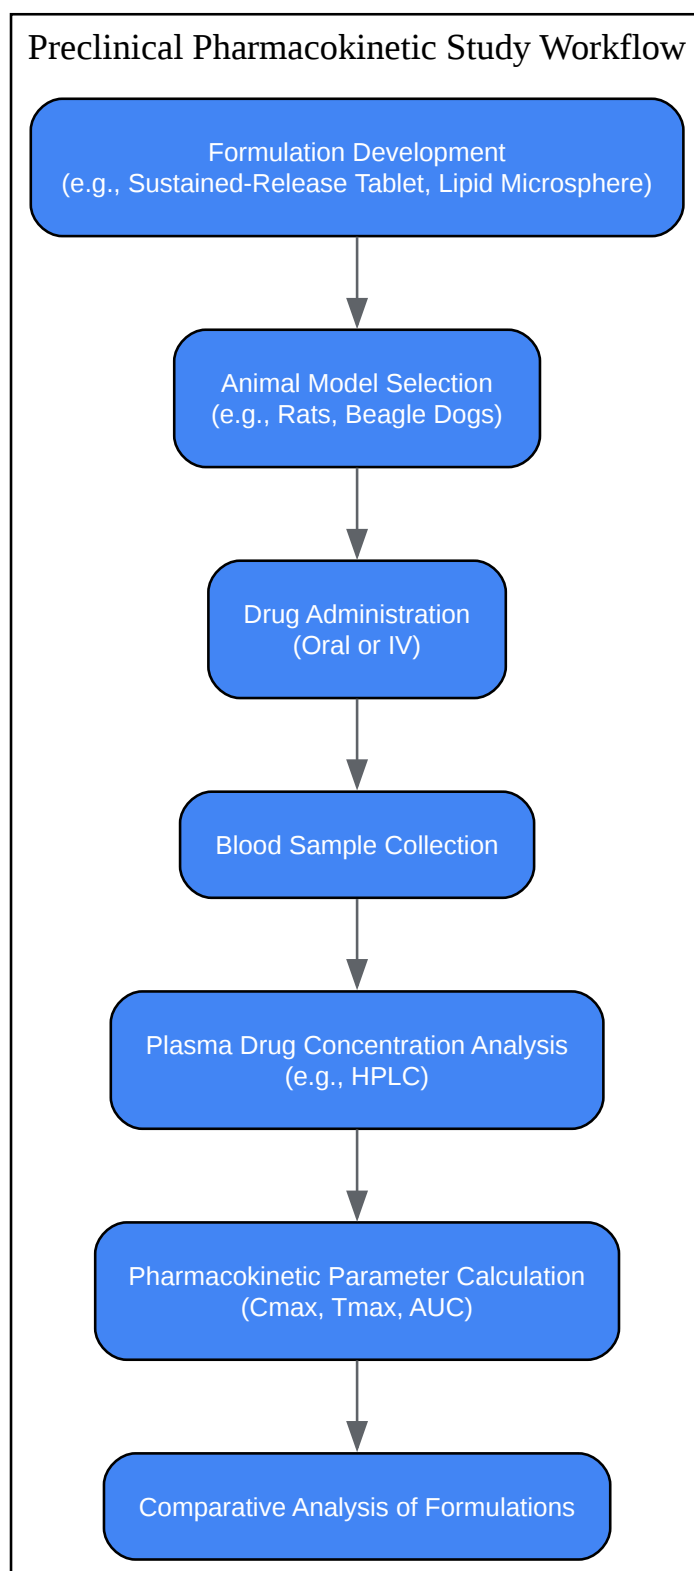 Preclinical Pharmacokinetic Study Workflow
Formulation Development
(e.g., Sustained-Release Tablet, Lipid Microsphere)
Animal Model Selection
(e.g., Rats, Beagle Dogs)
Drug Administration
(Oral or IV)
Blood Sample Collection
Plasma Drug Concentration Analysis
(e.g., HPLC)
Pharmacokinetic Parameter Calculation
(Cmax, Tmax, AUC)
Comparative Analysis of Formulations